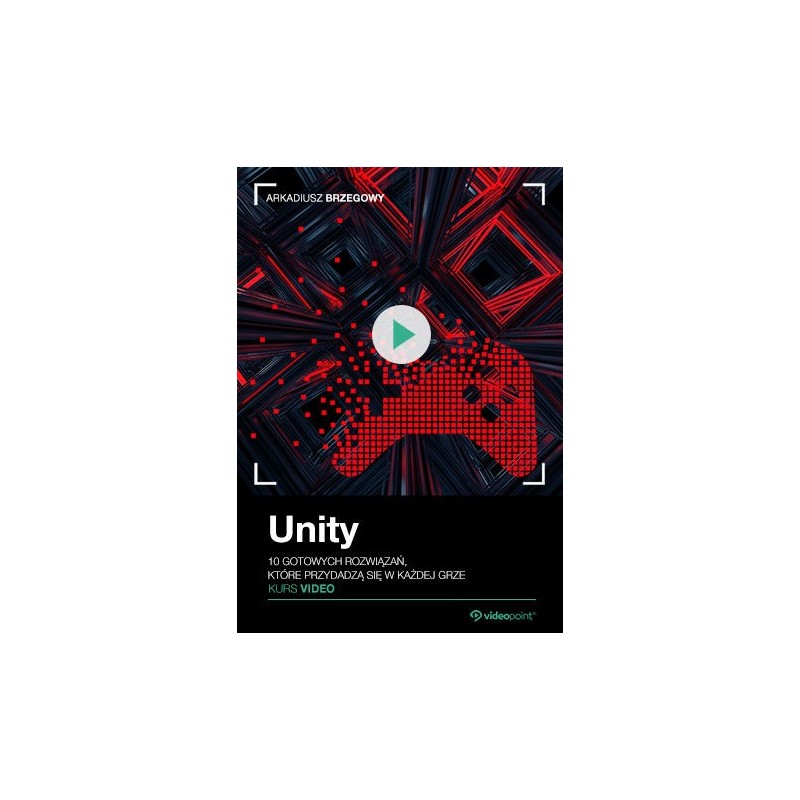 ARKADIUSZ BRZEGOWY
Unity
10 GOTOWYCH ROZWIĄZAŃ,
KTÓRE PRZYDADZĄ SIĘ W KAŻDEJ GRZE
KURS VIDEO
videopoint